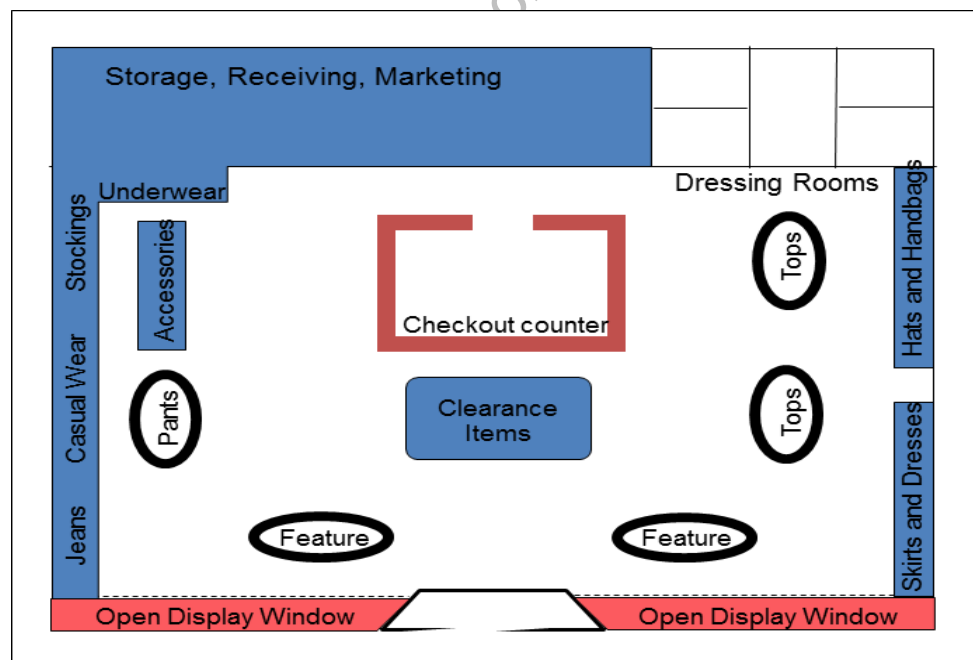 Storage, Receiving, Marketing
Underwear
Dressing Rooms
Stockings
Accessories
Tops
Hats and Handbags
Checkout counter
Casual Wear
Pants
Clearance
Items
Tops
Jeans
Feature
Feature
Skirts and Dresses
Open Display Window
Open Display Window